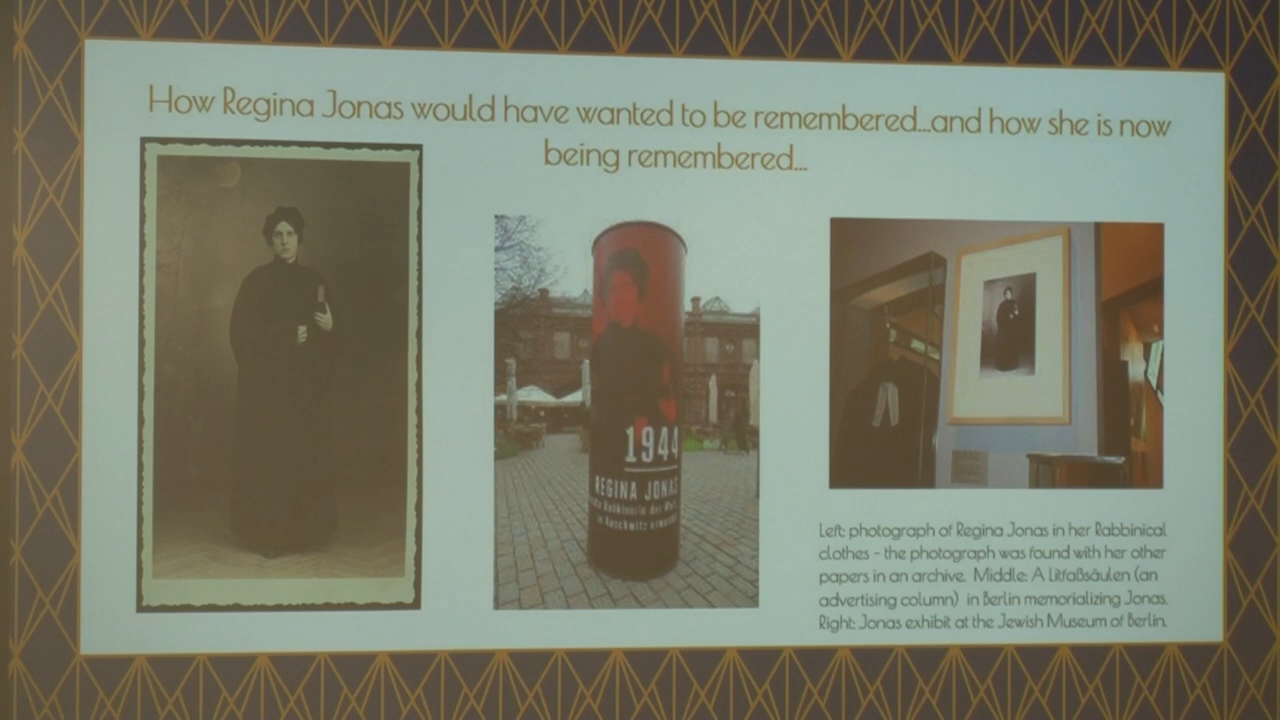 How Regina Jonas would have wanted to be remembered...and how she is now
being remembered...
1944
REGINA JONAS
Left: photograph of Regina Jonas in her Rabbinical
clothes - the photograph was found with her other
papers in an archive. Middle: A Litfaßsäulen (an
advertising column) in Berlin memorializing Jonas.
Right: Jonas exhibit at the Jewish Museum of Berlin.